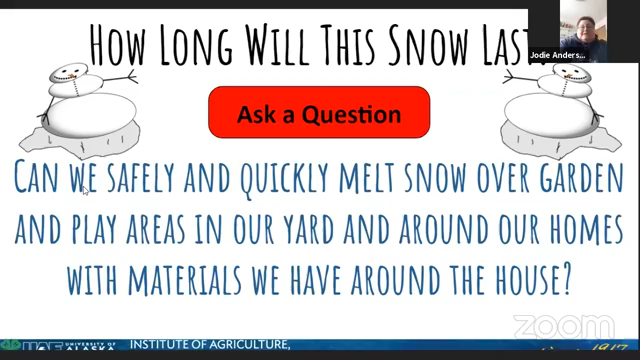 HOW LONG WILL THIS SNOW LAST
Jodie Anders...
Ask a Question
CAN WE SAFELY AND QUICKLY MELT SNOW OVER GARDEN
AND PLAY AREAS IN OUR YARD AND AROUND OUR HOMES
WITH MATERIALS WE HAVE AROUND THE HOUSE?
zoom
UNIVERSITY OF
ALASKA
INSTITUTE OF AGRICULTURE,
1917